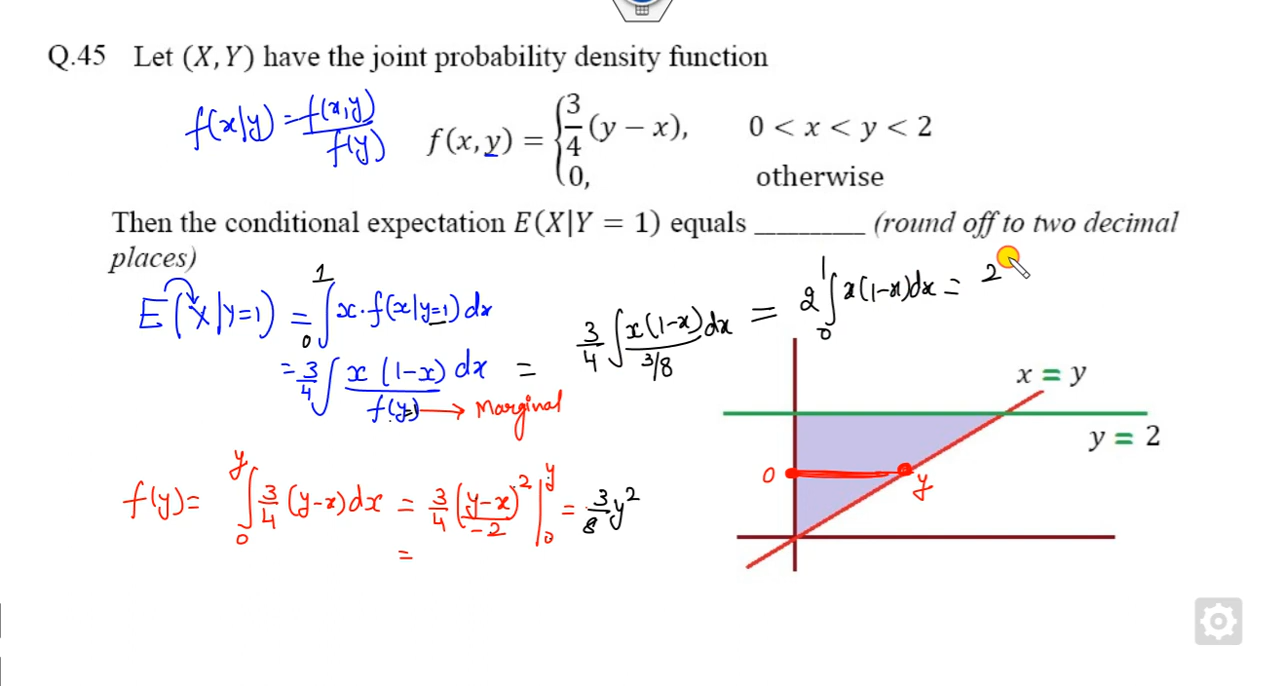 Q.45 Let (X, Y) have the joint probability density function
f(x|y) = f(x,y) / f(y)
f(x, y) = { 3/4 (y − x), 0 < x < y < 2
0, otherwise
Then the conditional expectation E(X|Y = 1) equals ________ (round off to two decimal
places)
E(X|y=1) = ∫₀¹ x·f(x|y=1) dx
= 3/4 ∫ x (1-x) / f(y=1) dx = 3/4 ∫ x(1-x) / 3/8 dx = 2 ∫₀¹ x(1-x)dx = 2
→ Marginal
f(y) = ∫₀ʸ 3/4 (y-x) dx = 3/4 (y-x)² / -2 |₀ʸ = 3/8 y²
=
x = y
y = 2
0
y